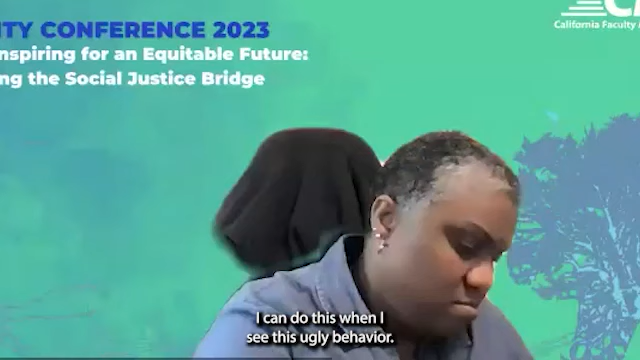 ITY CONFERENCE 2023
nspiring for an Equitable Future:
ng the Social Justice Bridge
California Faculty
I can do this when I
see this ugly behavior.